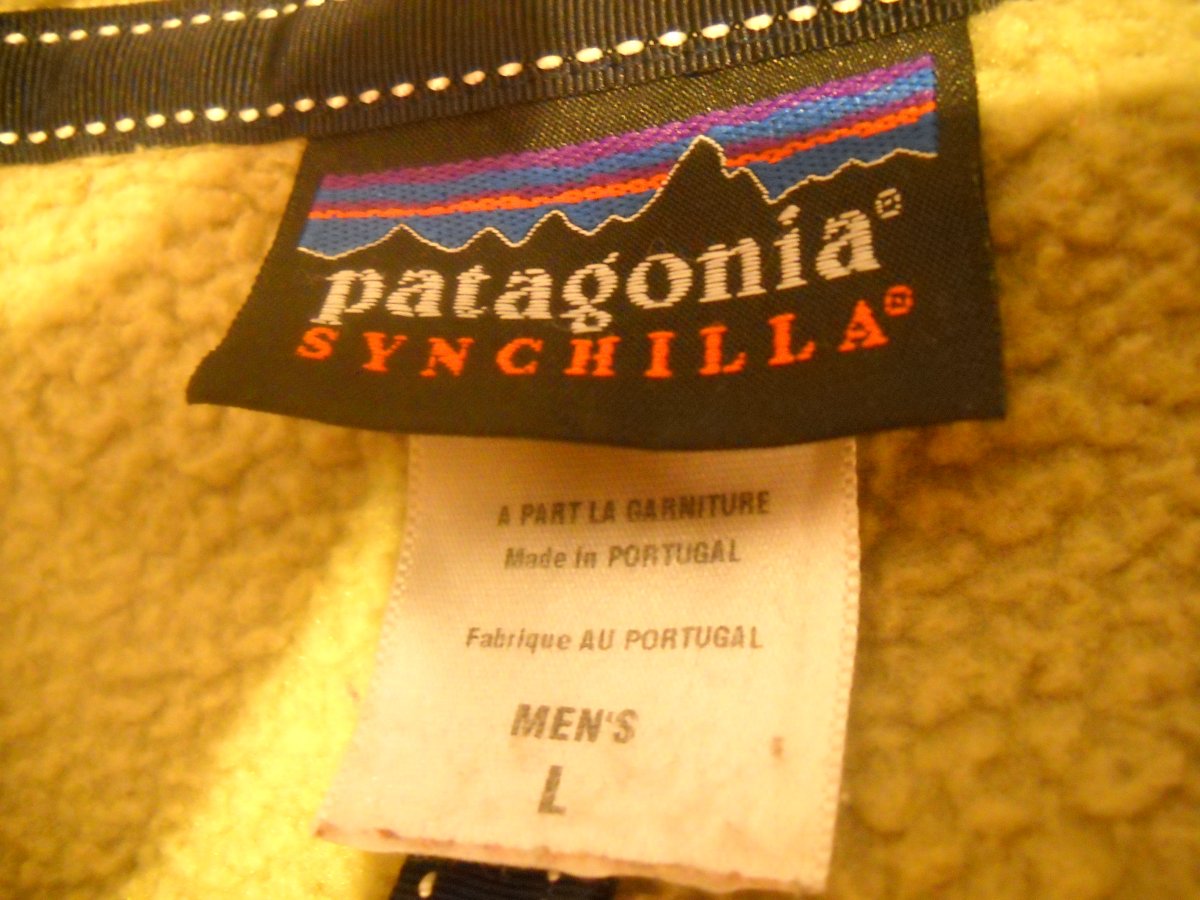 patagonia®
SYNCHILLA®
A PART LA GARNITURE
Made in PORTUGAL
Fabrique AU PORTUGAL
MEN'S
L